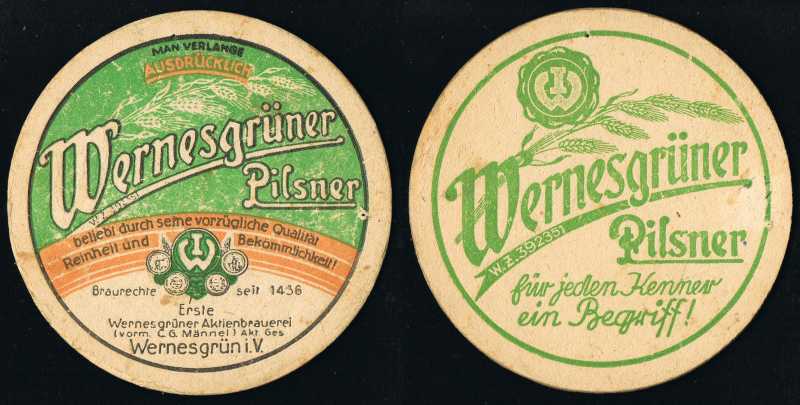 MAN VERLANGE
AUSDRÜCKLICH
Wernesgrüner
Pilsner
beliebt durch seine vorzügliche Qualität
Reinheit und Bekömmlichkeit!
Braurechte seit 1436
Erste
Wernesgrüner Aktienbrauerei
(vorm. C.G. Männel) Akt. Ges
Wernesgrün i.V.
Wernesgrüner
W.Z. 392351
Pilsner
für jeden Kenner
ein Begriff!